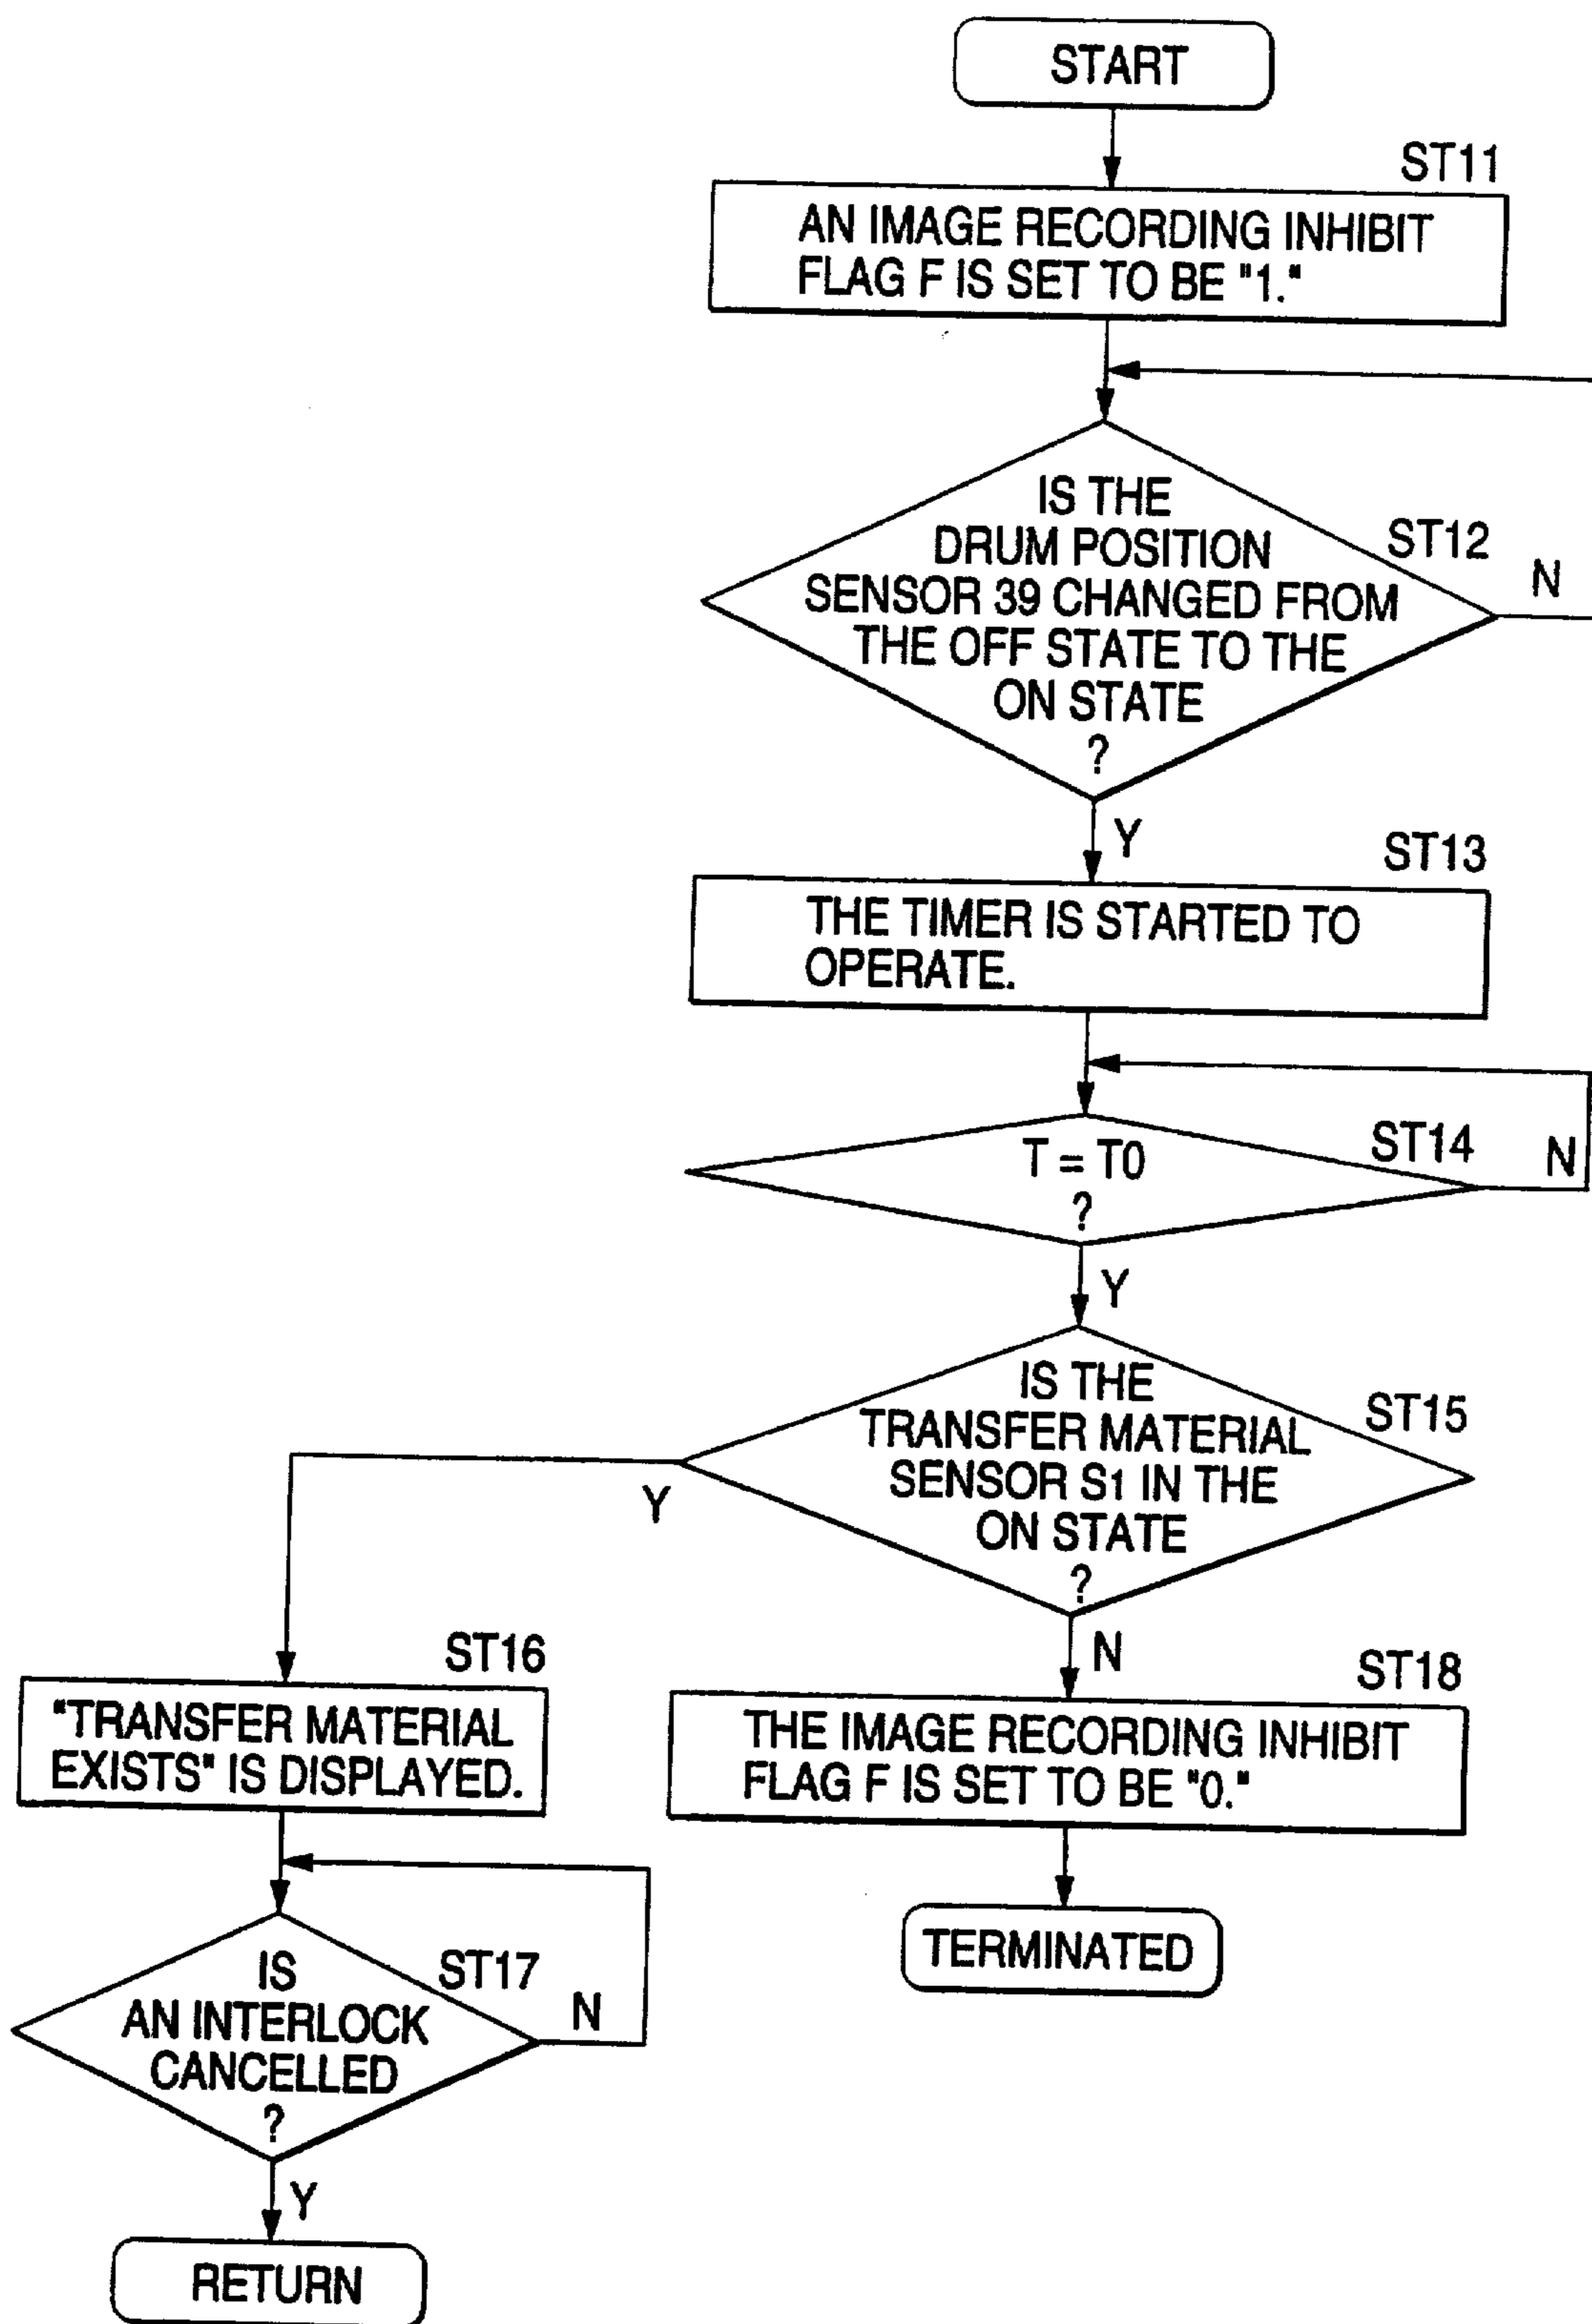 START
ST11
AN IMAGE RECORDING INHIBIT
FLAG F IS SET TO BE "1."
IS THE
DRUM POSITION
SENSOR 39 CHANGED FROM
THE OFF STATE TO THE
ON STATE
?
ST12
N
Y
ST13
THE TIMER IS STARTED TO
OPERATE.
T = T0
?
ST14
N
Y
IS THE
TRANSFER MATERIAL
SENSOR S1 IN THE
ON STATE
?
ST15
Y
N
ST16
"TRANSFER MATERIAL
EXISTS" IS DISPLAYED.
ST18
THE IMAGE RECORDING INHIBIT
FLAG F IS SET TO BE "0."
TERMINATED
IS
AN INTERLOCK
CANCELLED
?
ST17
N
Y
RETURN